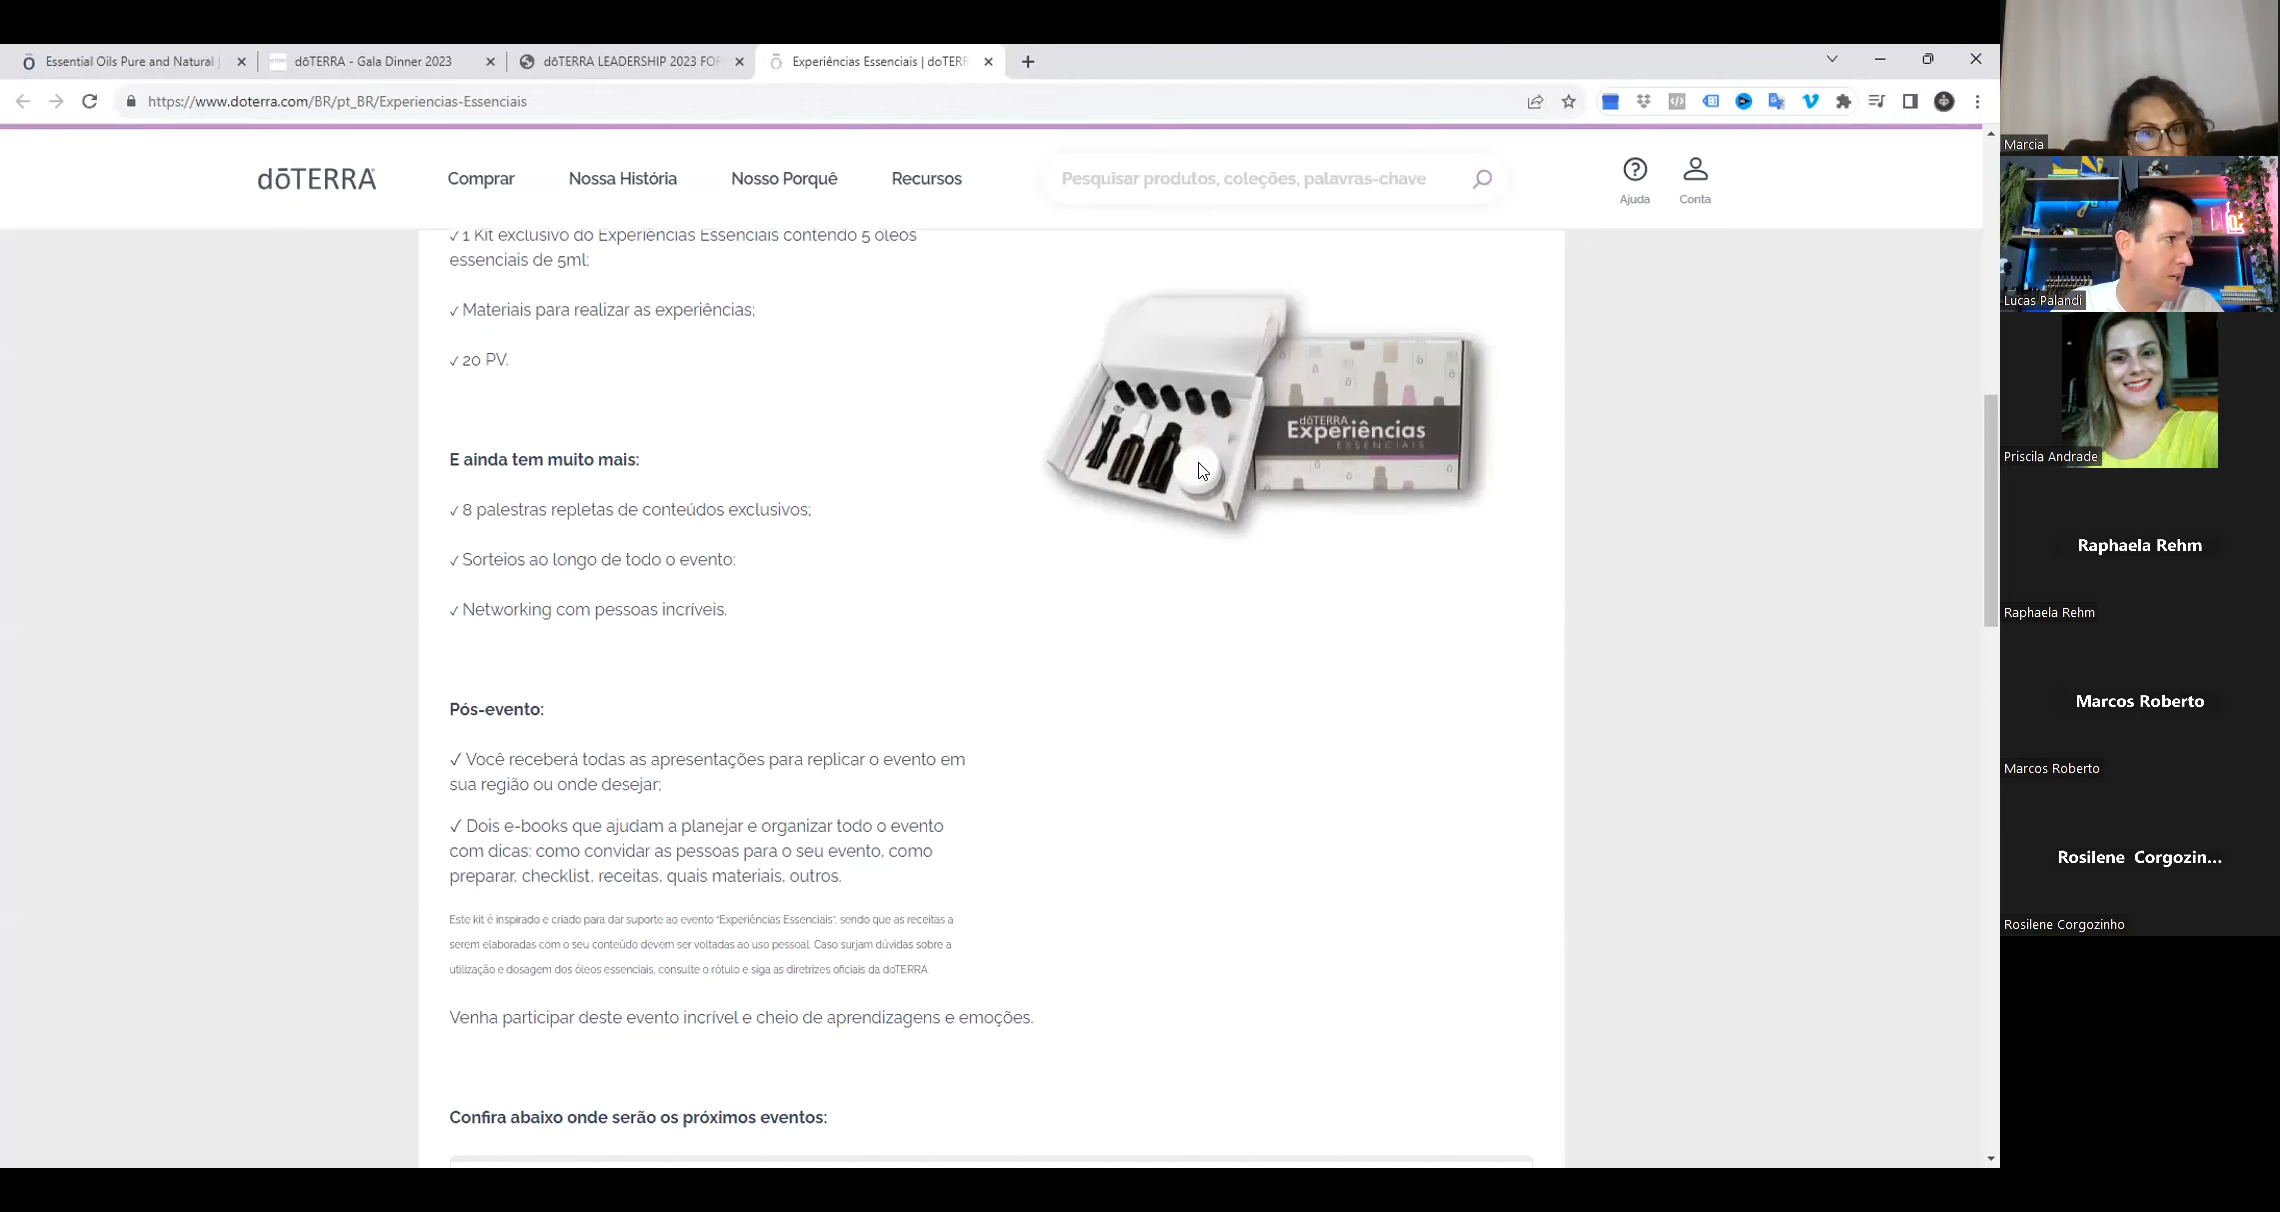 Essential Oils Pure and Natural
dōTERRA - Gala Dinner 2023
dōTERRA LEADERSHIP 2023 FOR
Experiências Essenciais | doTERR
https://www.doterra.com/BR/pt_BR/Experiencias-Essenciais
dōTERRA
Comprar
Nossa História
Nosso Porquê
Recursos
Pesquisar produtos, coleções, palavras-chave
Ajuda
Conta
✓ 1 Kit exclusivo do Experiências Essenciais contendo 5 óleos
essenciais de 5ml;
✓ Materiais para realizar as experiências;
✓ 20 PV.
dōTERRA
Experiências
ESSENCIAIS
E ainda tem muito mais:
✓ 8 palestras repletas de conteúdos exclusivos;
✓ Sorteios ao longo de todo o evento;
✓ Networking com pessoas incríveis.
Pós-evento:
✓ Você receberá todas as apresentações para replicar o evento em
sua região ou onde desejar;
✓ Dois e-books que ajudam a planejar e organizar todo o evento
com dicas: como convidar as pessoas para o seu evento, como
preparar, checklist, receitas, quais materiais, outros.
Este kit é inspirado e criado para dar suporte ao evento "Experiências Essenciais", sendo que as receitas a
serem elaboradas com o seu conteúdo devem ser voltadas ao uso pessoal. Caso surjam dúvidas sobre a
utilização e dosagem dos óleos essenciais, consulte o rótulo e siga as diretrizes oficiais da doTERRA.
Venha participar deste evento incrível e cheio de aprendizagens e emoções.
Confira abaixo onde serão os próximos eventos:
Marcia
Lucas Palandi
Priscila Andrade
Raphaela Rehm
Raphaela Rehm
Marcos Roberto
Marcos Roberto
Rosilene Corgozin...
Rosilene Corgozinho